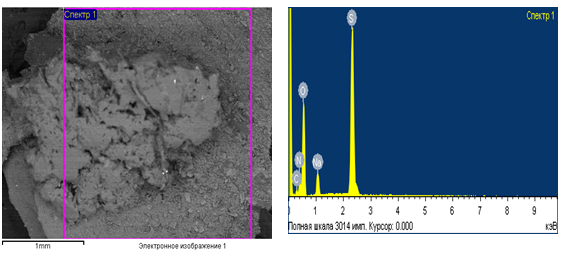 Спектр 1
1mm
Электронное изображение 1
Спектр 1
S
O
N
Na
C
0 1 2 3 4 5 6 7 8 9
Полная шкала 3014 имп. Курсор: 0.000
кэВ